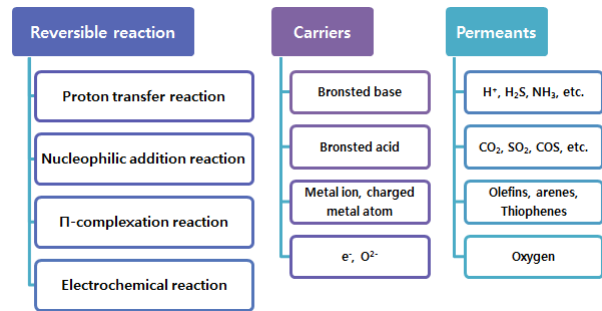 Reversible reaction
Proton transfer reaction
Nucleophilic addition reaction
Π-complexation reaction
Electrochemical reaction
Carriers
Bronsted base
Bronsted acid
Metal ion, charged
metal atom
e⁻, O²⁻
Permeants
H⁺, H₂S, NH₃, etc.
CO₂, SO₂, COS, etc.
Olefins, arenes,
Thiophenes
Oxygen